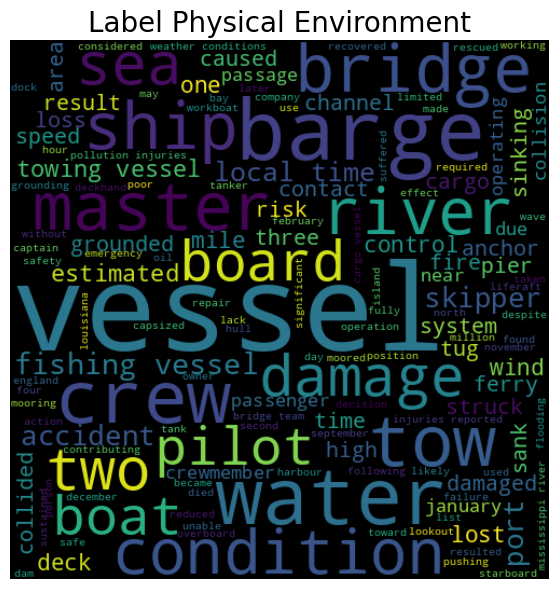 Label Physical Environment
considered weather conditions recovered rescued working
area sea caused bridge
dock may one passage later
result workboat bay company limited made
loss ship barge operating collision
speed hour use channel suffered
pollution injuries
towing vessel local time contact cargo required sinking
grounding deckhand poor tanker effect
master risk february river wave
without grounded mile three control anchor due
captain emergency board cargo vessel fire pier
safety oil near island taken
estimated significant skipper liferaft
vessel north despite
louisiana repair lack fully system million
capsized hull operation tug found wind
fishing vessel day moored position november
england owner passenger damage ferry
four crew bridge team decision struck
mooring tank second time injuries reported flooding
action accident september
contributing pilot tow high sank
two crewmember harbour following likely used damaged
collided december became died water failure january
sustained person boat reduced list mississippi river
unable overboard toward lookout lost port
safe resulted
deck condition pushing starboard
dam